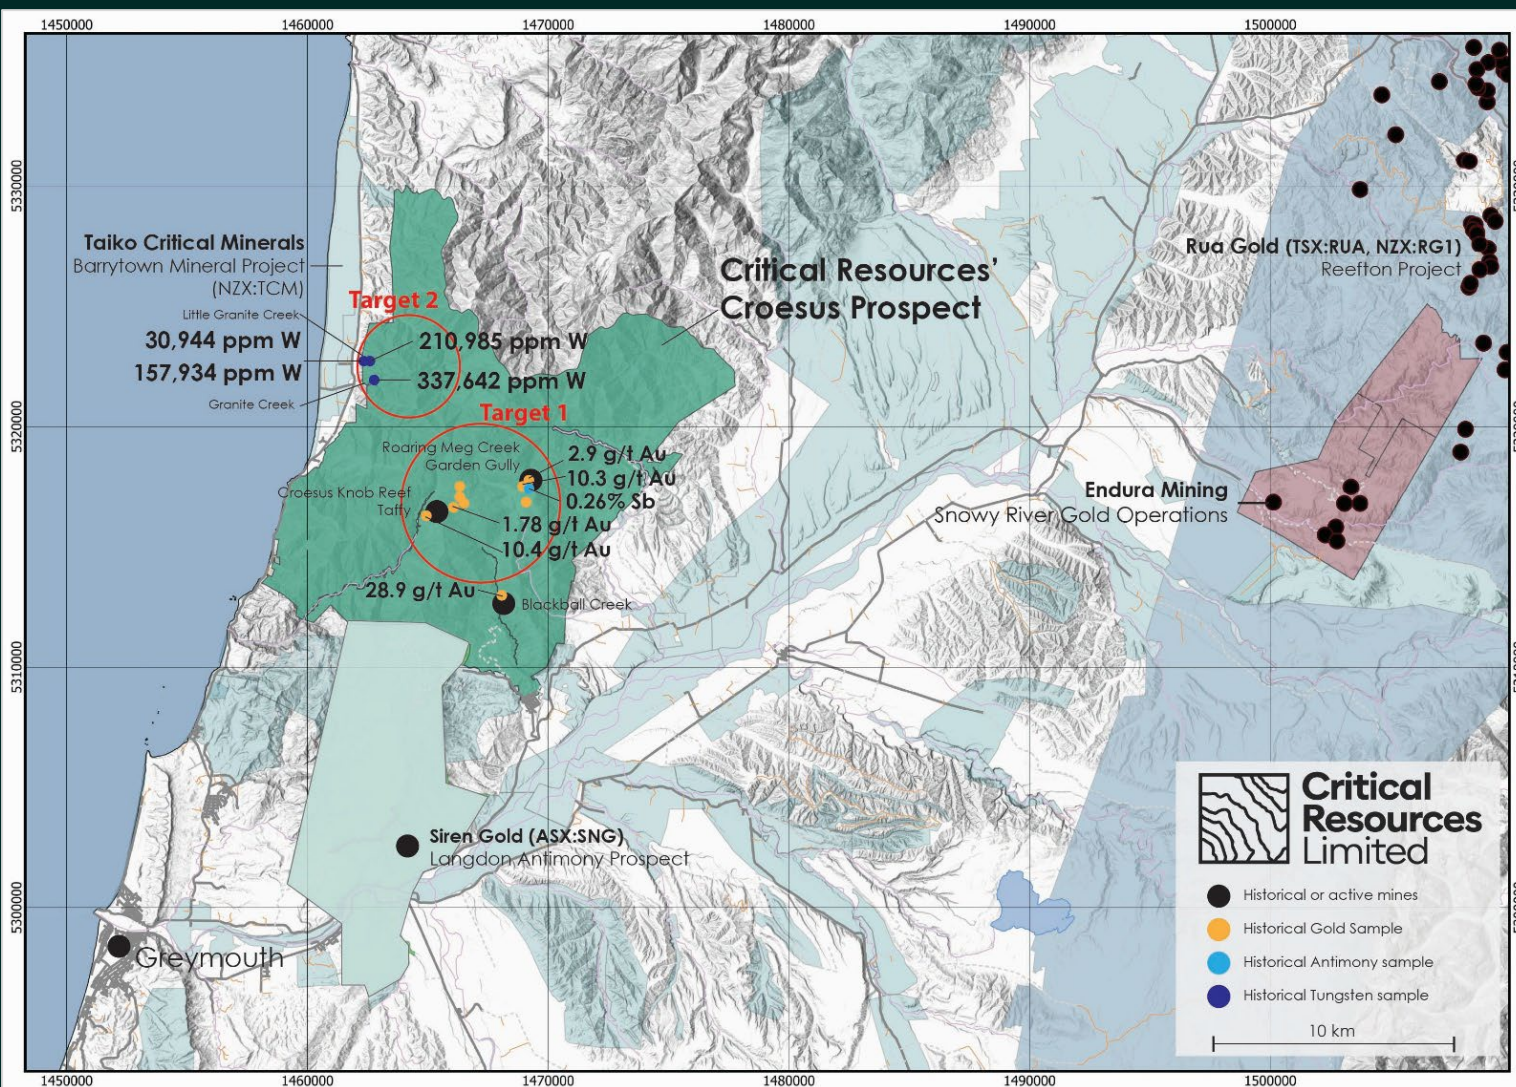 1450000
1460000
1470000
1480000
1490000
1500000
5330000
5320000
5310000
5300000
Taiko Critical Minerals
Barrytown Mineral Project
(NZX:TCM)
Target 2
Little Granite Creek
30,944 ppm W
210,985 ppm W
157,934 ppm W
337,642 ppm W
Granite Creek
Critical Resources’
Croesus Prospect
Rua Gold (TSX:RUA, NZX:RG1)
Reefton Project
Target 1
Roaring Meg Creek
Garden Gully
2.9 g/t Au
10.3 g/t Au
0.26% Sb
Croesus Knob Reef
Taffy
1.78 g/t Au
10.4 g/t Au
28.9 g/t Au
Blackball Creek
Endura Mining
Snowy River Gold Operations
Siren Gold (ASX:SNG)
Langdon Antimony Prospect
Greymouth
Critical
Resources
Limited
Historical or active mines
Historical Gold Sample
Historical Antimony sample
Historical Tungsten sample
10 km
1450000
1460000
1470000
1480000
1490000
1500000